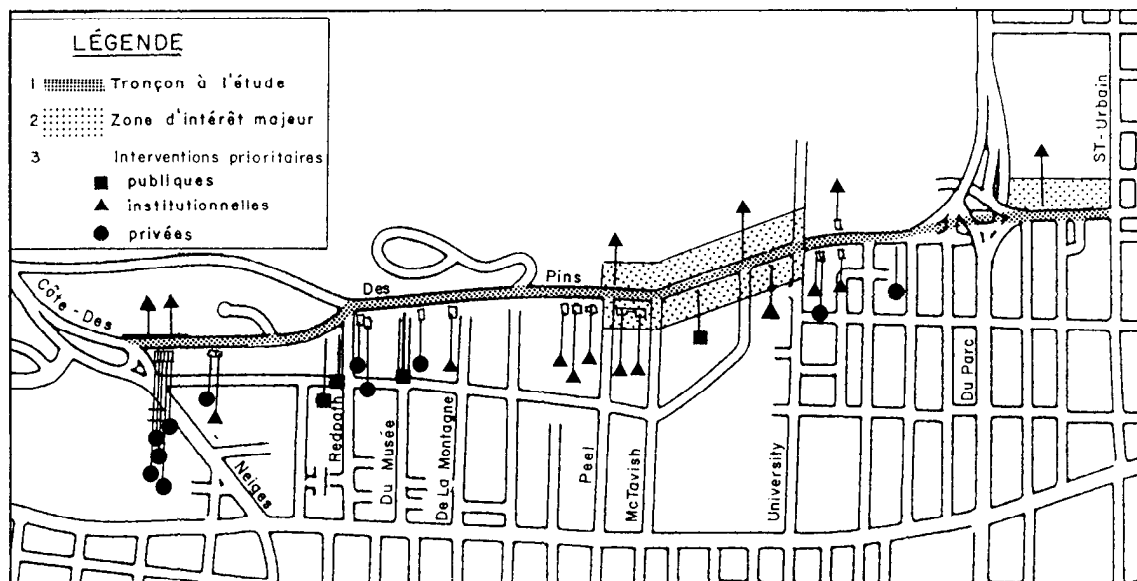 LÉGENDE
1 Tronçon à l'étude
2 Zone d'intérêt majeur
3 Interventions prioritaires
publiques
institutionnelles
privées
Côte-Des
Neiges
Des Pins
Redpath
Du Musée
De La Montagne
Peel
McTavish
University
Du Parc
ST-Urbain